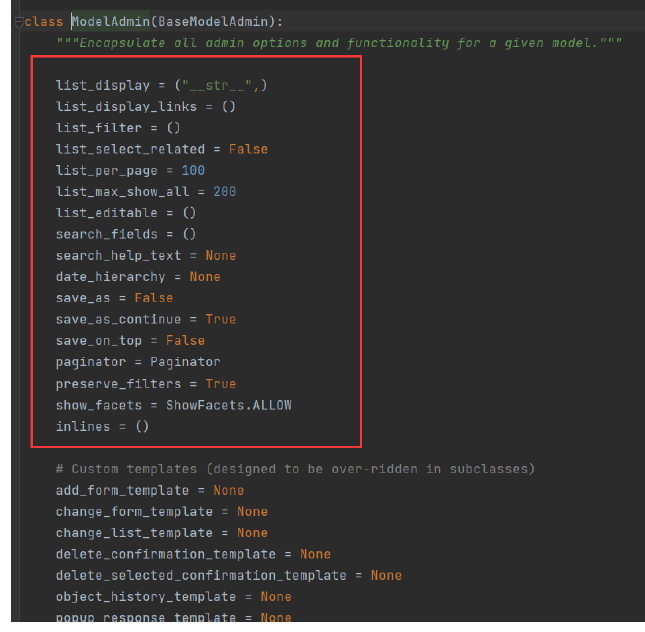 class ModelAdmin(BaseModelAdmin):
"""Encapsulate all admin options and functionality for a given model."""
list_display = ("__str__",)
list_display_links = ()
list_filter = ()
list_select_related = False
list_per_page = 100
list_max_show_all = 200
list_editable = ()
search_fields = ()
search_help_text = None
date_hierarchy = None
save_as = False
save_as_continue = True
save_on_top = False
paginator = Paginator
preserve_filters = True
show_facets = ShowFacets.ALLOW
inlines = ()
# Custom templates (designed to be over-ridden in subclasses)
add_form_template = None
change_form_template = None
change_list_template = None
delete_confirmation_template = None
delete_selected_confirmation_template = None
object_history_template = None
popup_response_template = None